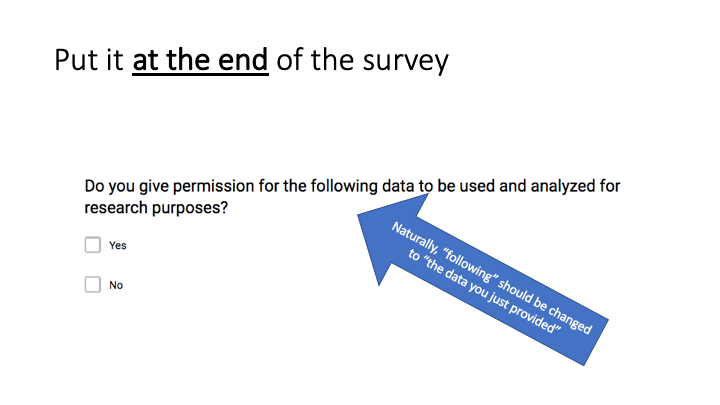 Put it at the end of the survey
Do you give permission for the following data to be used and analyzed for
research purposes?
Yes
No
Naturally, “following” should be changed
to “the data you just provided”